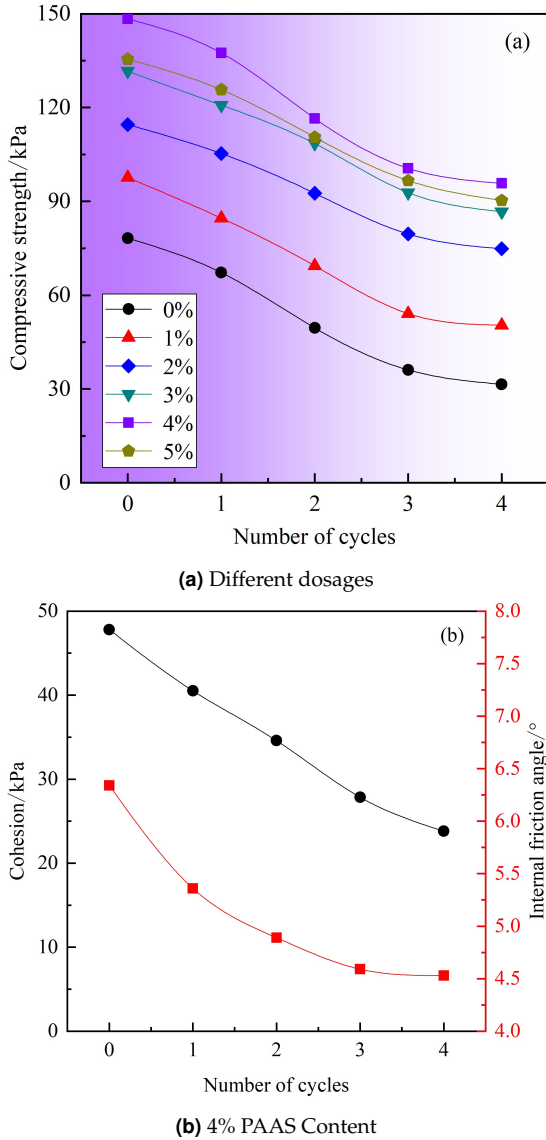 (a)
Compressive strength/kPa
150
120
90
60
30
0
0%
1%
2%
3%
4%
5%
0 1 2 3 4
Number of cycles
(a) Different dosages
(b)
Cohesion/kPa
50
40
30
20
10
0
8.0
7.5
7.0
6.5
6.0
5.5
5.0
4.5
4.0
Internal friction angle/°
0 1 2 3 4
Number of cycles
(b) 4% PAAS Content